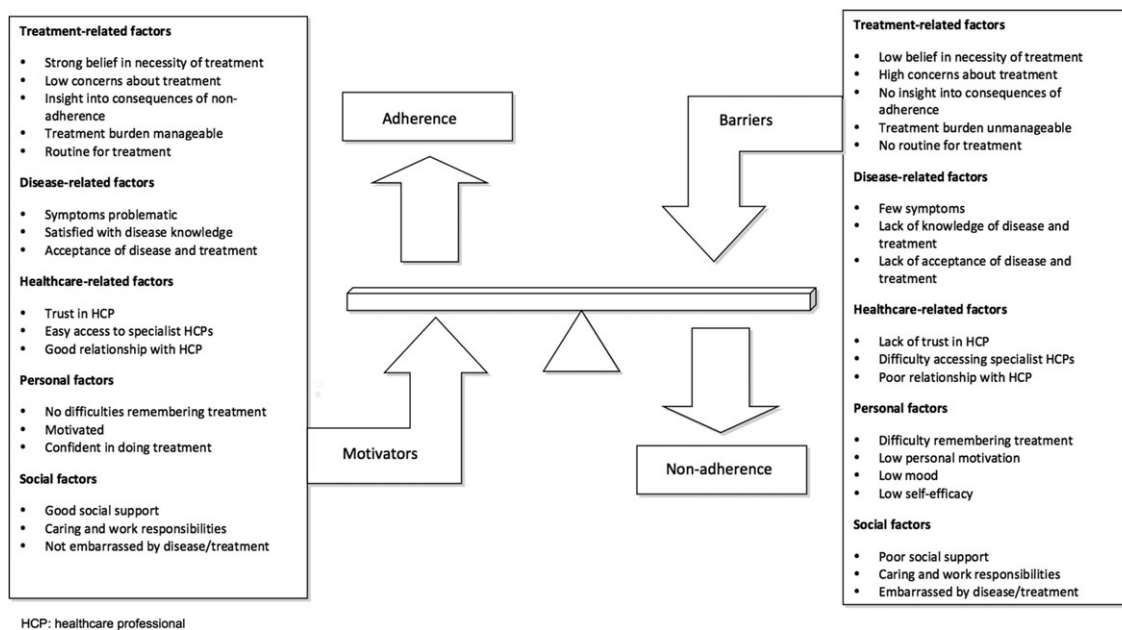 Treatment-related factors
• Strong belief in necessity of treatment
• Low concerns about treatment
• Insight into consequences of non-
adherence
• Treatment burden manageable
• Routine for treatment
Disease-related factors
• Symptoms problematic
• Satisfied with disease knowledge
• Acceptance of disease and treatment
Healthcare-related factors
• Trust in HCP
• Easy access to specialist HCPs
• Good relationship with HCP
Personal factors
• No difficulties remembering treatment
• Motivated
• Confident in doing treatment
Social factors
• Good social support
• Caring and work responsibilities
• Not embarrassed by disease/treatment
Adherence
Motivators
Barriers
Non-adherence
Treatment-related factors
• Low belief in necessity of treatment
• High concerns about treatment
• No insight into consequences of
adherence
• Treatment burden unmanageable
• No routine for treatment
Disease-related factors
• Few symptoms
• Lack of knowledge of disease and
treatment
• Lack of acceptance of disease and
treatment
Healthcare-related factors
• Lack of trust in HCP
• Difficulty accessing specialist HCPs
• Poor relationship with HCP
Personal factors
• Difficulty remembering treatment
• Low personal motivation
• Low mood
• Low self-efficacy
Social factors
• Poor social support
• Caring and work responsibilities
• Embarrassed by disease/treatment
HCP: healthcare professional